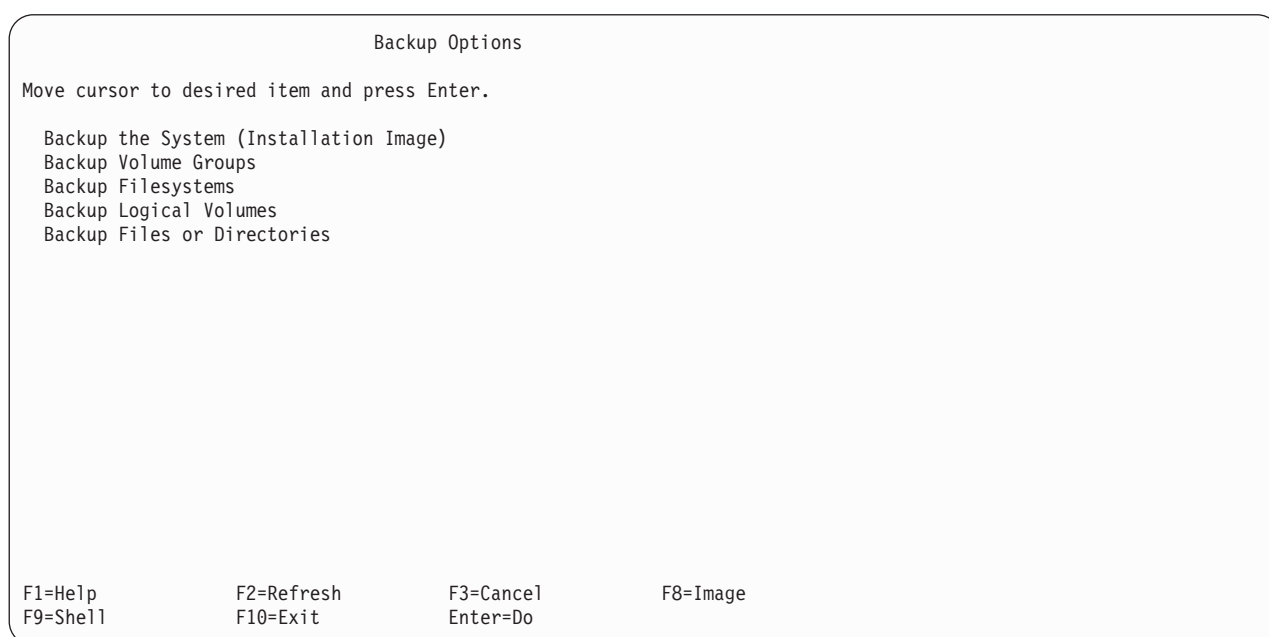 Backup Options
Move cursor to desired item and press Enter.
Backup the System (Installation Image)
Backup Volume Groups
Backup Filesystems
Backup Logical Volumes
Backup Files or Directories
F1=Help F2=Refresh F3=Cancel F8=Image
F9=Shell F10=Exit Enter=Do